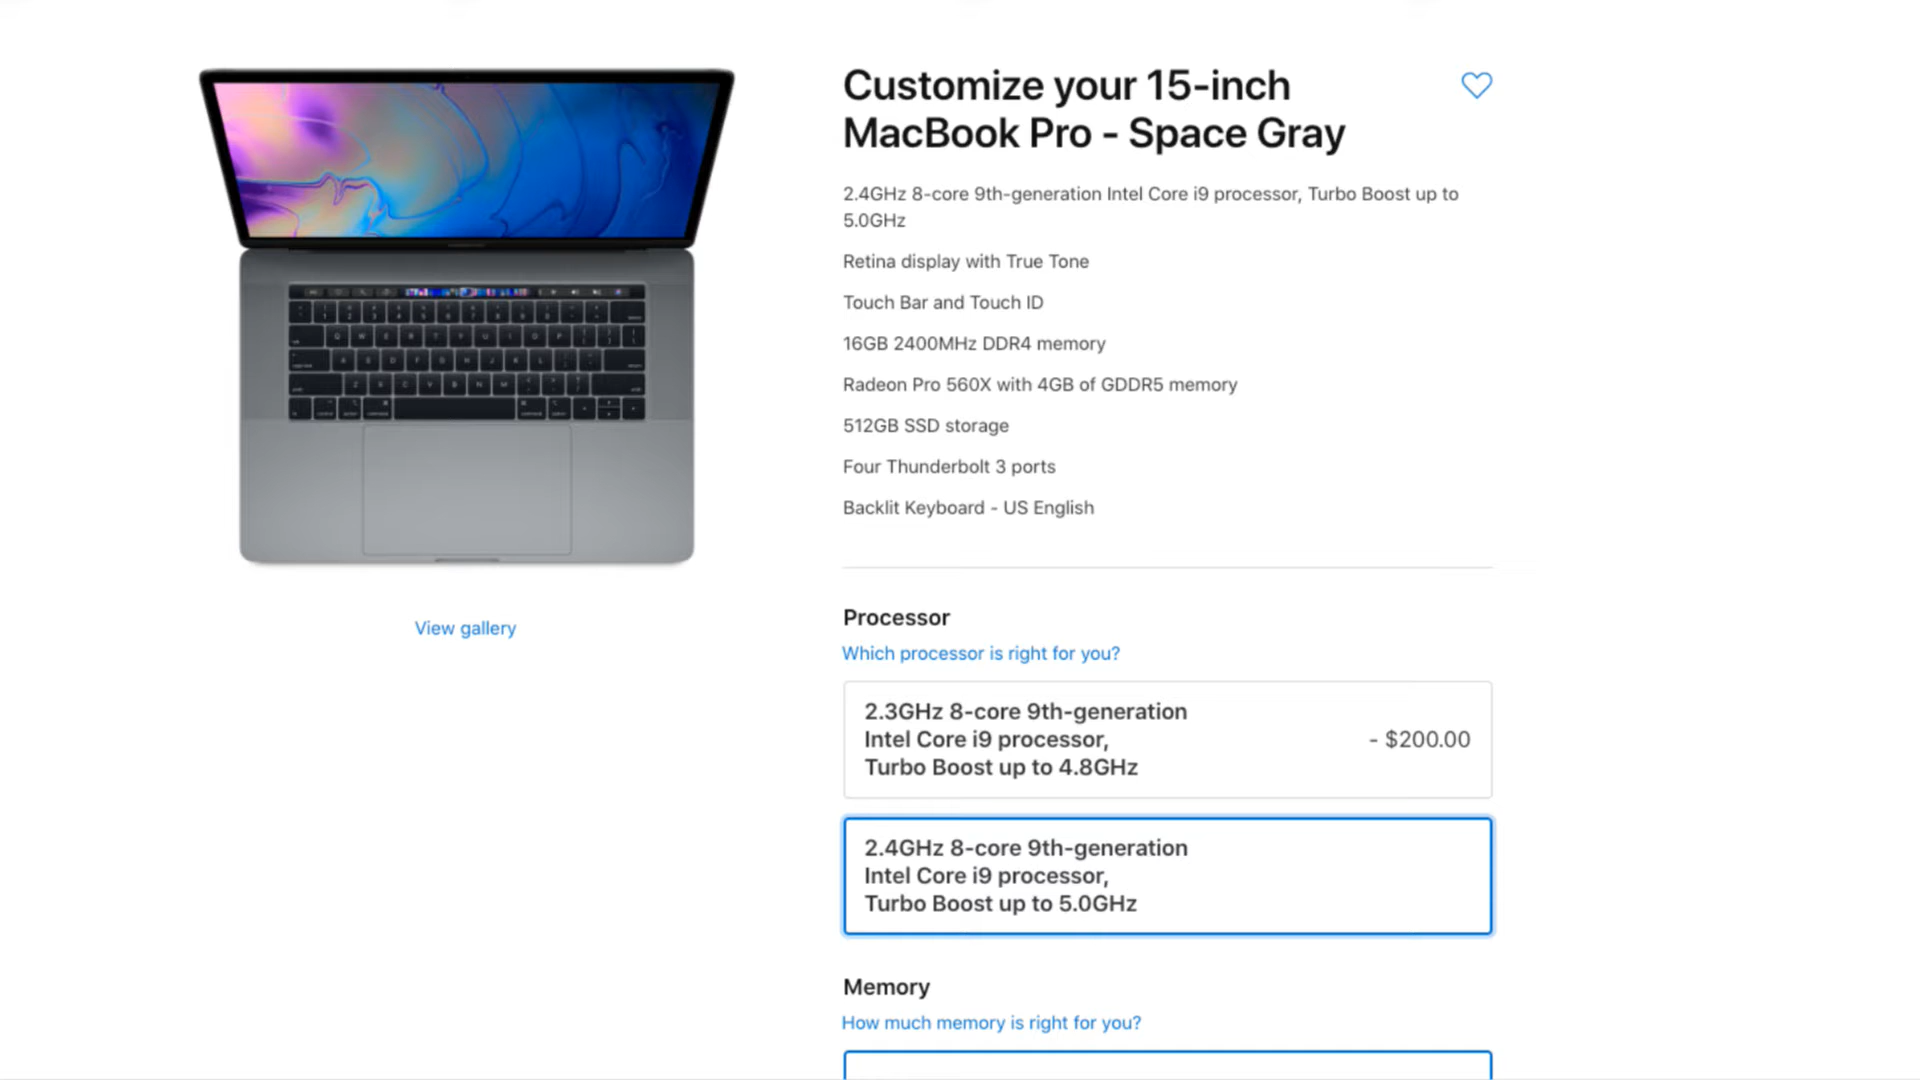 Customize your 15-inch
MacBook Pro - Space Gray
2.4GHz 8-core 9th-generation Intel Core i9 processor, Turbo Boost up to
5.0GHz
Retina display with True Tone
Touch Bar and Touch ID
16GB 2400MHz DDR4 memory
Radeon Pro 560X with 4GB of GDDR5 memory
512GB SSD storage
Four Thunderbolt 3 ports
Backlit Keyboard - US English
View gallery
Processor
Which processor is right for you?
2.3GHz 8-core 9th-generation
Intel Core i9 processor,
Turbo Boost up to 4.8GHz
- $200.00
2.4GHz 8-core 9th-generation
Intel Core i9 processor,
Turbo Boost up to 5.0GHz
Memory
How much memory is right for you?